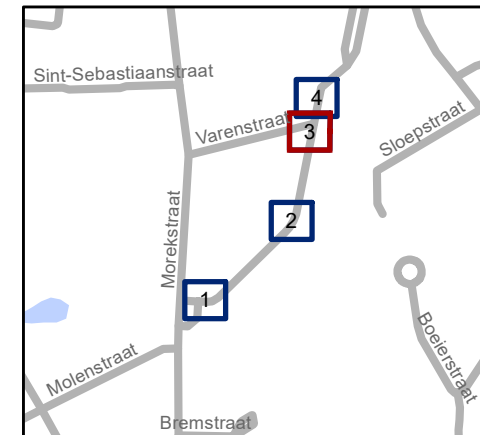 Sint-Sebastiaanstraat
4
Varenstraat
3
Sloepstraat
2
Morekstraat
1
Molenstraat
Boeierstraat
Bremstraat